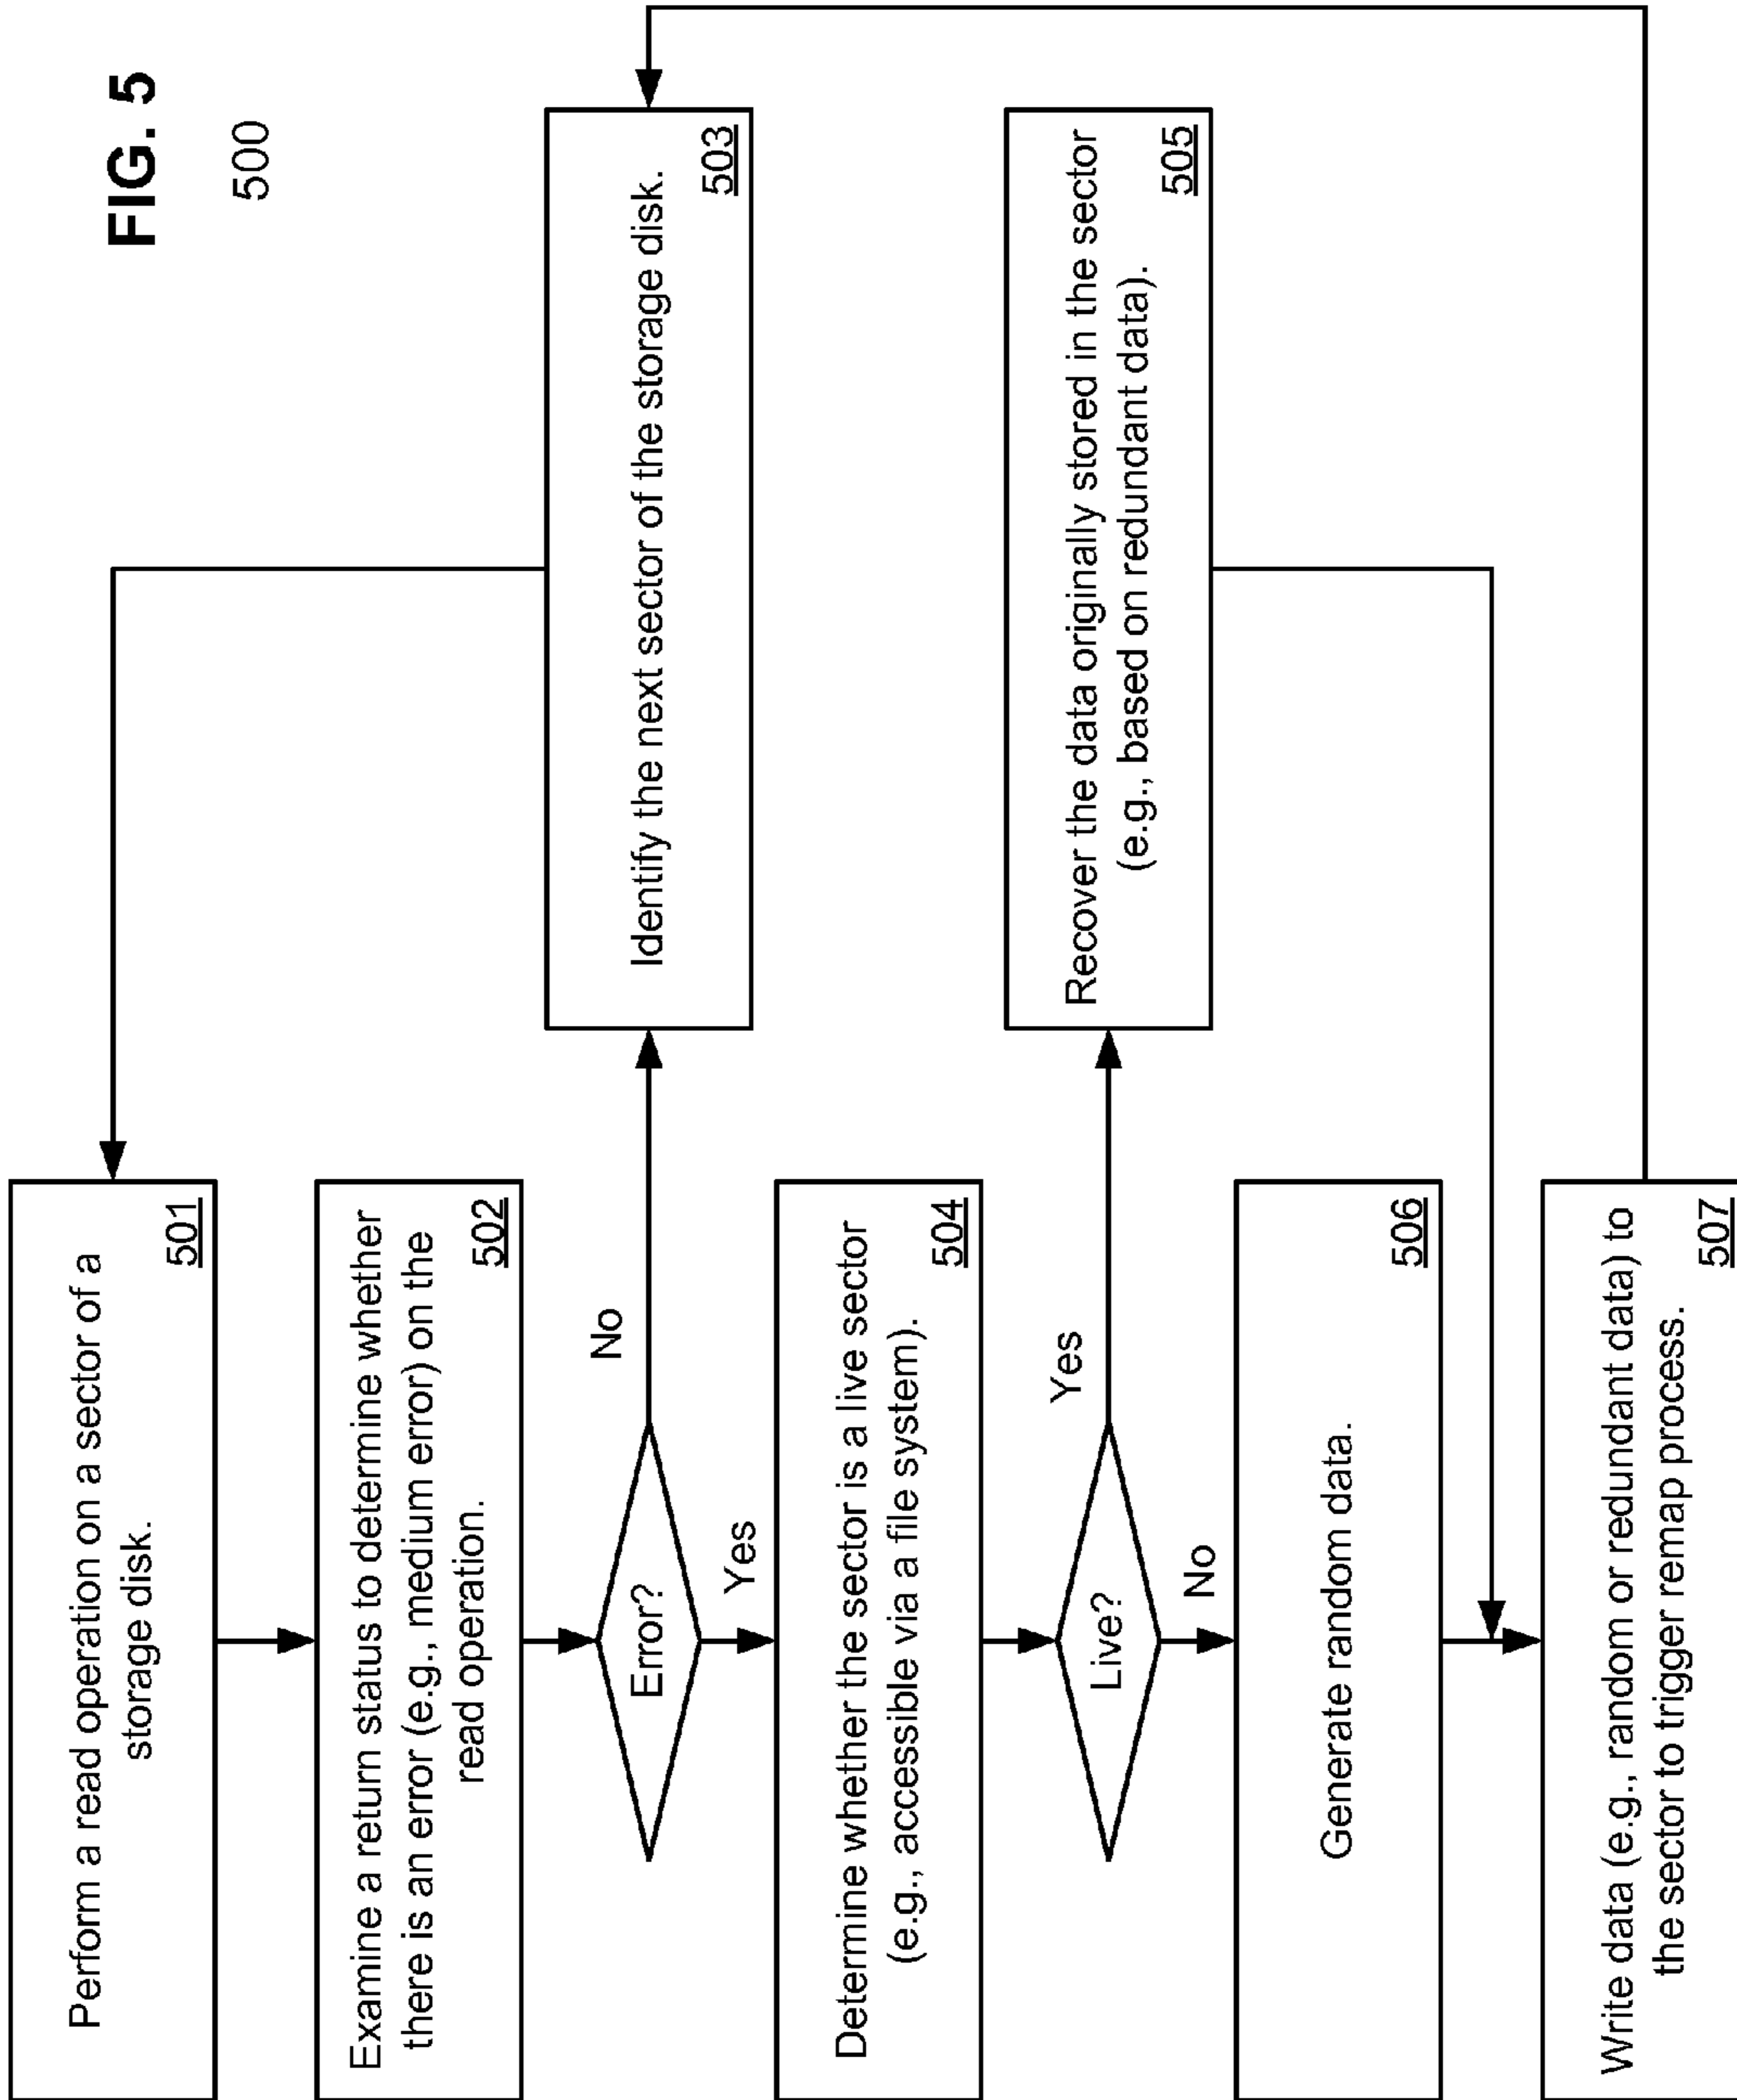 FIG. 5
500
Perform a read operation on a sector of a
storage disk.
501
Examine a return status to determine whether
there is an error (e.g., medium error) on the
read operation.
502
Error?
No
Yes
Identify the next sector of the storage disk.
503
Determine whether the sector is a live sector
(e.g., accessible via a file system).
504
Live?
Yes
No
Recover the data originally stored in the sector
(e.g., based on redundant data).
505
Generate random data.
506
Write data (e.g., random or redundant data) to
the sector to trigger remap process.
507